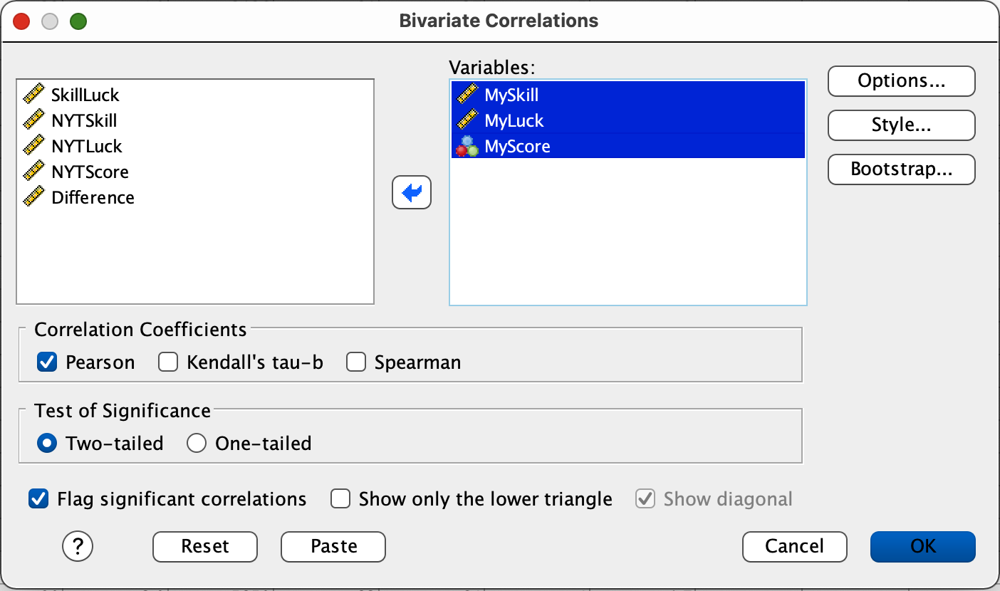 Bivariate Correlations
Variables:
SkillLuck
NYTSkill
NYTLuck
NYTScore
Difference
MySkill
MyLuck
MyScore
Options...
Style...
Bootstrap...
Correlation Coefficients
Pearson Kendall's tau-b Spearman
Test of Significance
Two-tailed One-tailed
Flag significant correlations Show only the lower triangle Show diagonal
? Reset Paste Cancel OK